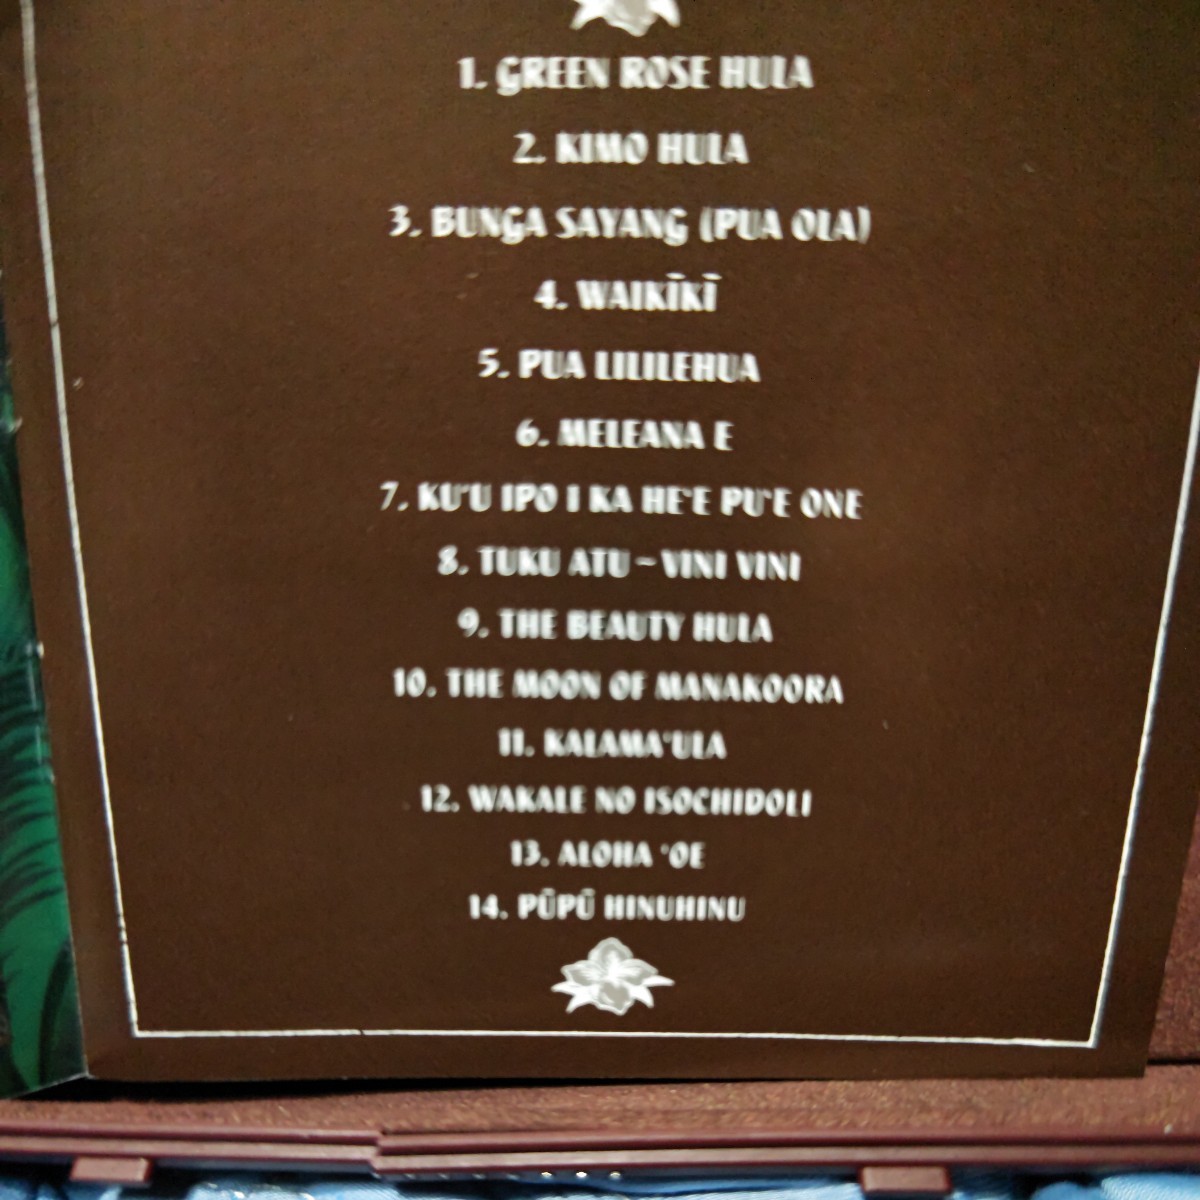 1. GREEN ROSE HULA
2. KIMO HULA
3. BUNGA SAYANG (PUA OLA)
4. WAIKĪKĪ
5. PUA LILILEHUA
6. MELEANA E
7. KU'U IPO I KA HE'E PU'E ONE
8. TUKU ATU – VINI VINI
9. THE BEAUTY HULA
10. THE MOON OF MANAKOORA
11. KALAMA'ULA
12. WAKALE NO ISOCHIDOLI
13. ALOHA 'OE
14. PŪPŪ HINUHINU